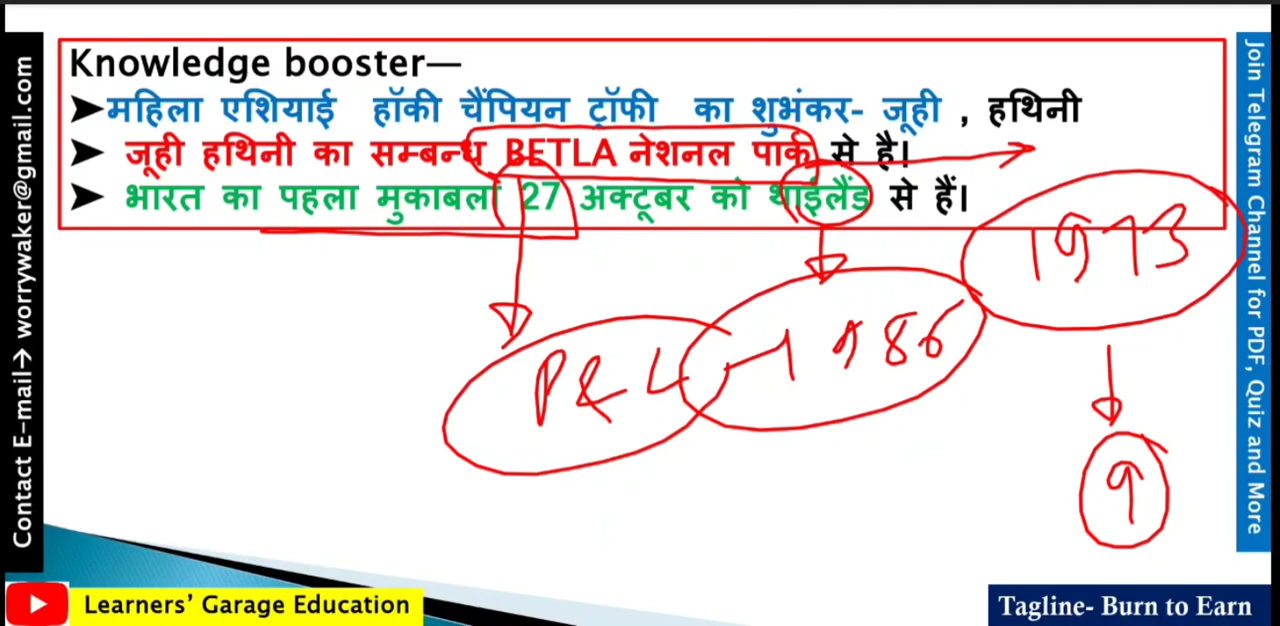 Knowledge booster—
➤महिला एशियाई हॉकी चैंपियन ट्रॉफी का शुभंकर- जूही , हथिनी
➤ जूही हथिनी का सम्बन्ध BETLA नेशनल पार्क से है।
➤ भारत का पहला मुकाबला 27 अक्टूबर को थाईलैंड से हैं।
1973
1986
9
Contact E-mail→ worrywaker@gmail.com
Join Telegram Channel for PDF, Quiz and More
Learners’ Garage Education
Tagline- Burn to Earn